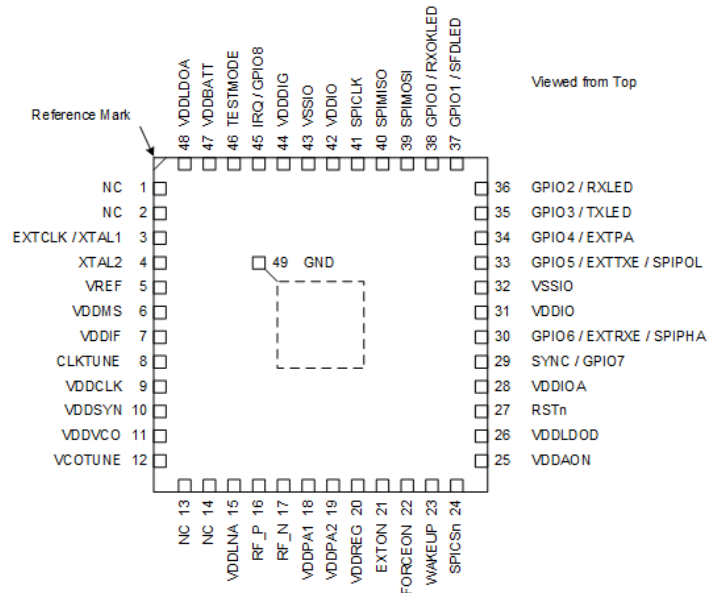 48 VDDLDOA
47 VDDBATT
46 TESTMODE
45 IRQ / GPIO8
44 VDDDIG
43 VSSIO
42 VDDIO
41 SPICLK
40 SPIMISO
39 SPIMOSI
38 GPIO0 / RXOKLED
37 GPIO1 / SFDLED
Viewed from Top
Reference Mark
NC 1
NC 2
EXTCLK / XTAL1 3
XTAL2 4
VREF 5
VDDMS 6
VDDIF 7
CLKTUNE 8
VDDCLK 9
VDDSYN 10
VDDVCO 11
VCOTUNE 12
49 GND
36 GPIO2 / RXLED
35 GPIO3 / TXLED
34 GPIO4 / EXTPA
33 GPIO5 / EXTTXE / SPIPOL
32 VSSIO
31 VDDIO
30 GPIO6 / EXTRXE / SPIPHA
29 SYNC / GPIO7
28 VDDIOA
27 RSTn
26 VDDLDOD
25 VDDAON
NC 13
NC 14
VDDLNA 15
RF_P 16
RF_N 17
VDDPA1 18
VDDPA2 19
VDDREG 20
EXTON 21
FORCEON 22
WAKEUP 23
SPICSn 24